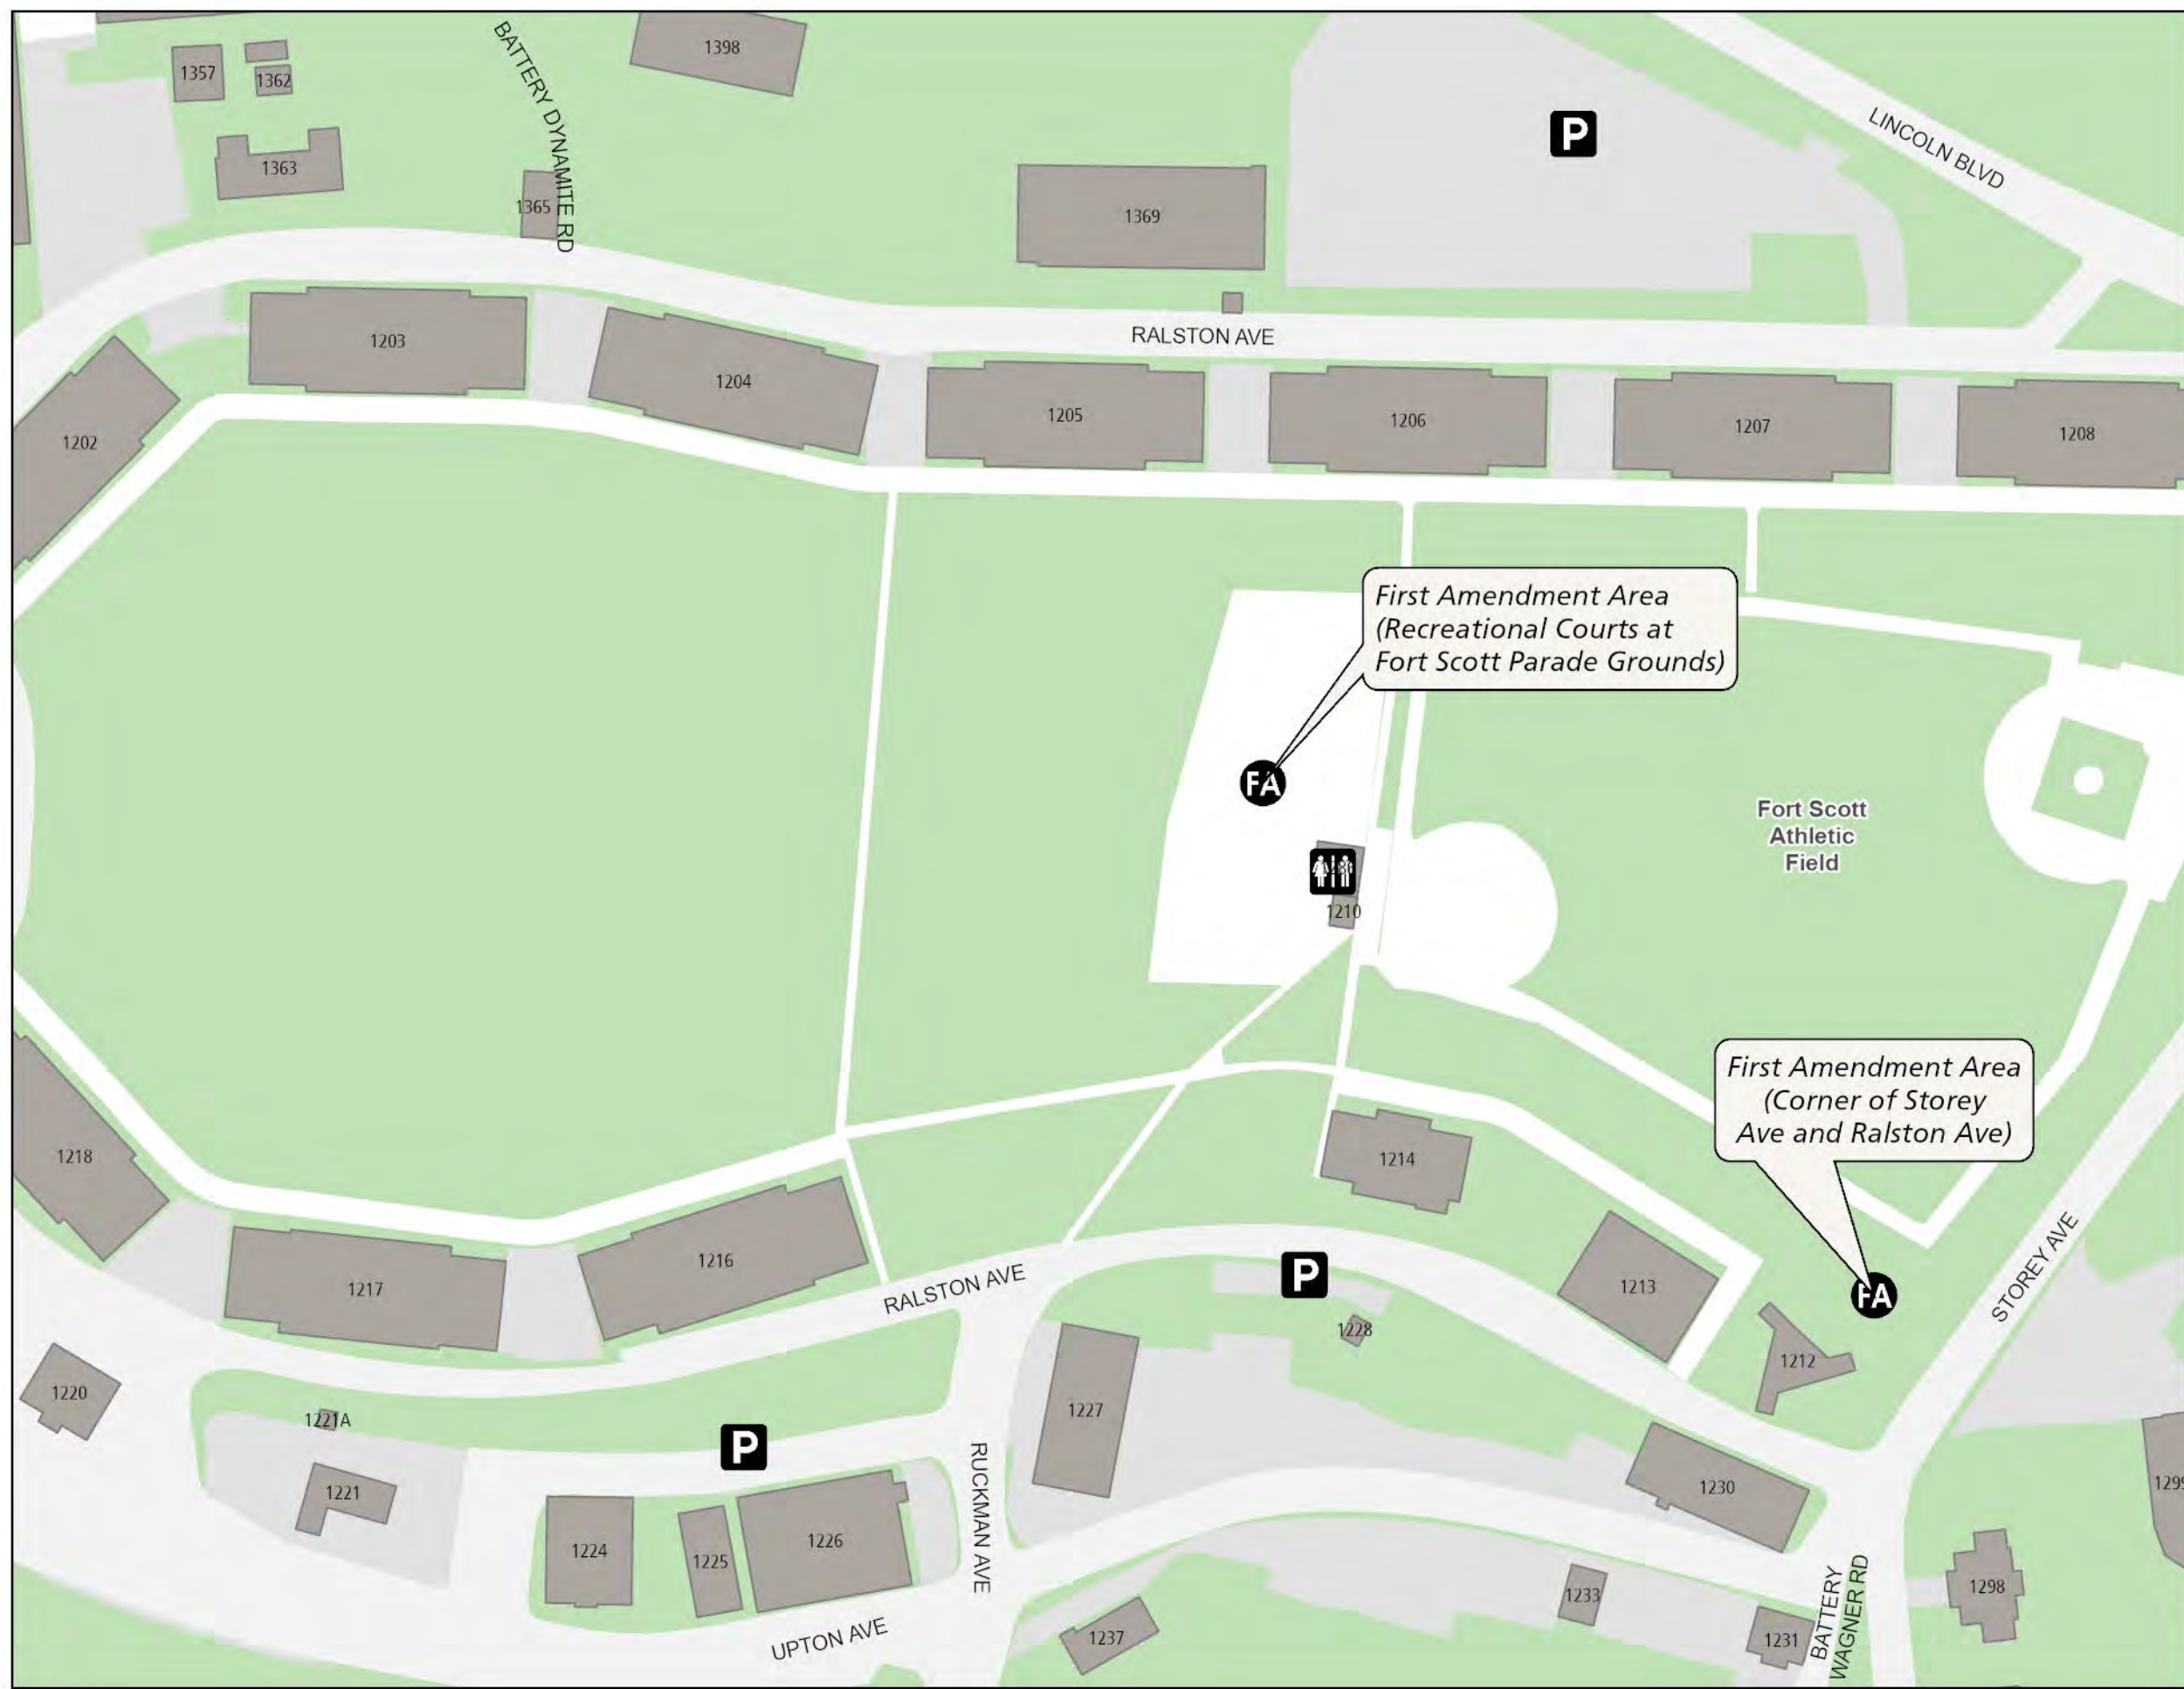 1398
1357
1362
BATTERY DYNAMITE RD
P
LINCOLN BLVD
1363
1365
1369
RALSTON AVE
1203
1204
1205
1206
1207
1208
1202
First Amendment Area
(Recreational Courts at
Fort Scott Parade Grounds)
FA
Fort Scott
Athletic
Field
1210
First Amendment Area
(Corner of Storey
Ave and Ralston Ave)
1218
1214
1216
1217
RALSTON AVE
P
1213
FA
STOREY AVE
1228
1212
1220
1221A
1227
P
1221
RUCKMAN AVE
1230
1224
1225
1226
UPTON AVE
1237
1233
1231
BATTERY
WAGNER RD
1298